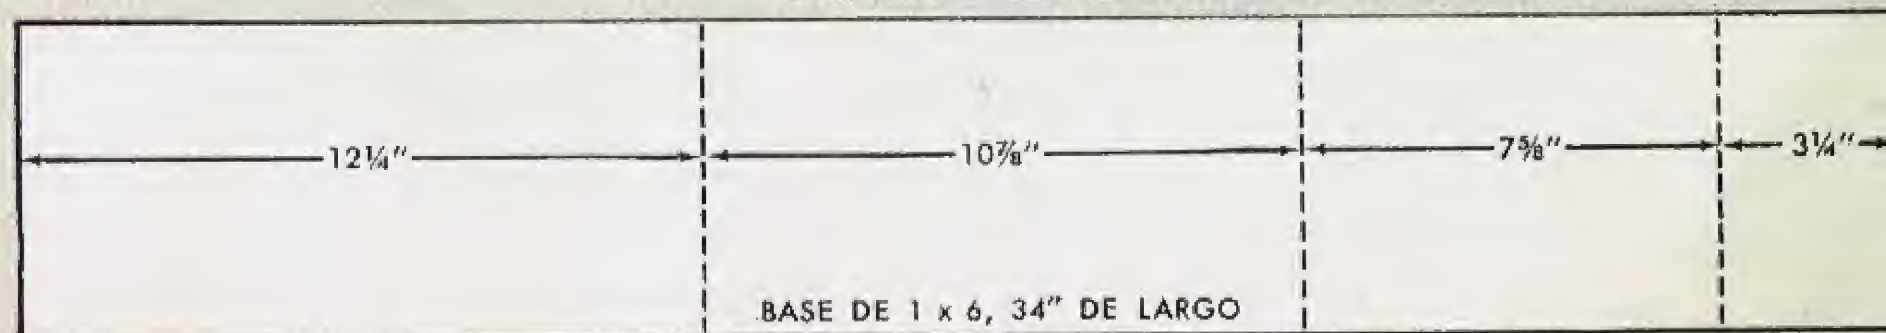 12¼" 10⅞" 7⅝" 3¼"
BASE DE 1 x 6, 34" DE LARGO